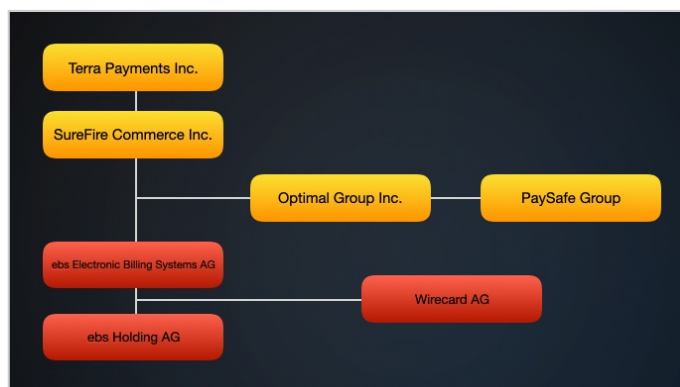 Terra Payments Inc.
SureFire Commerce Inc.
Optimal Group Inc.
PaySafe Group
ebs Electronic Billing Systems AG
Wirecard AG
ebs Holding AG